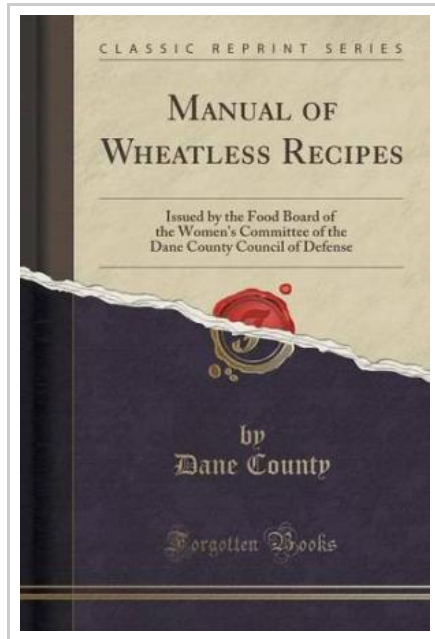 CLASSIC REPRINT SERIES
MANUAL OF
WHEATLESS RECIPES
Issued by the Food Board of
the Women's Committee of the
Dane County Council of Defense
F
by
Dane County
Forgotten Books